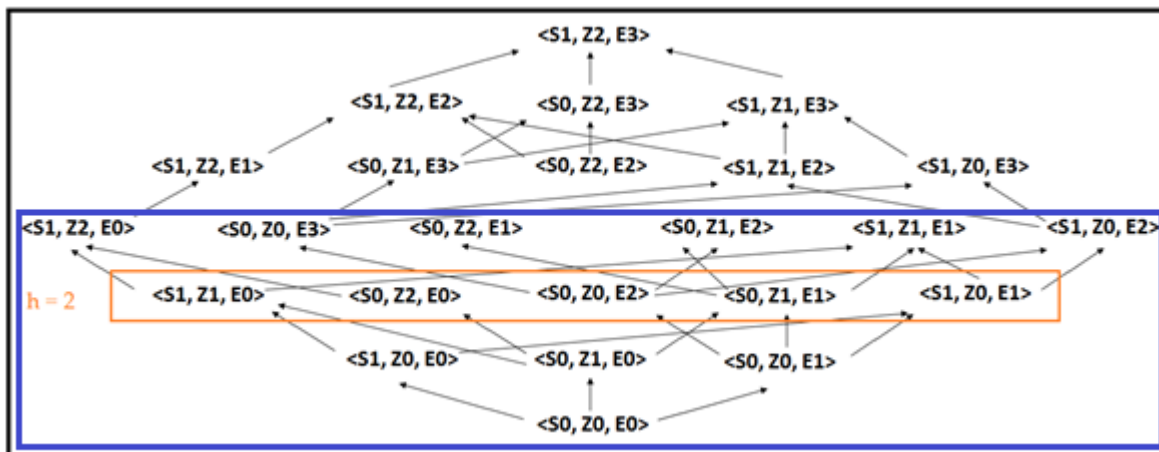 <S1, Z2, E3>
<S1, Z2, E2> <S0, Z2, E3> <S1, Z1, E3>
<S1, Z2, E1> <S0, Z1, E3> <S0, Z2, E2> <S1, Z1, E2> <S1, Z0, E3>
<S1, Z2, E0> <S0, Z0, E3> <S0, Z2, E1> <S0, Z1, E2> <S1, Z1, E1> <S1, Z0, E2>
h = 2 <S1, Z1, E0> <S0, Z2, E0> <S0, Z0, E2> <S0, Z1, E1> <S1, Z0, E1>
<S1, Z0, E0> <S0, Z1, E0> <S0, Z0, E1>
<S0, Z0, E0>